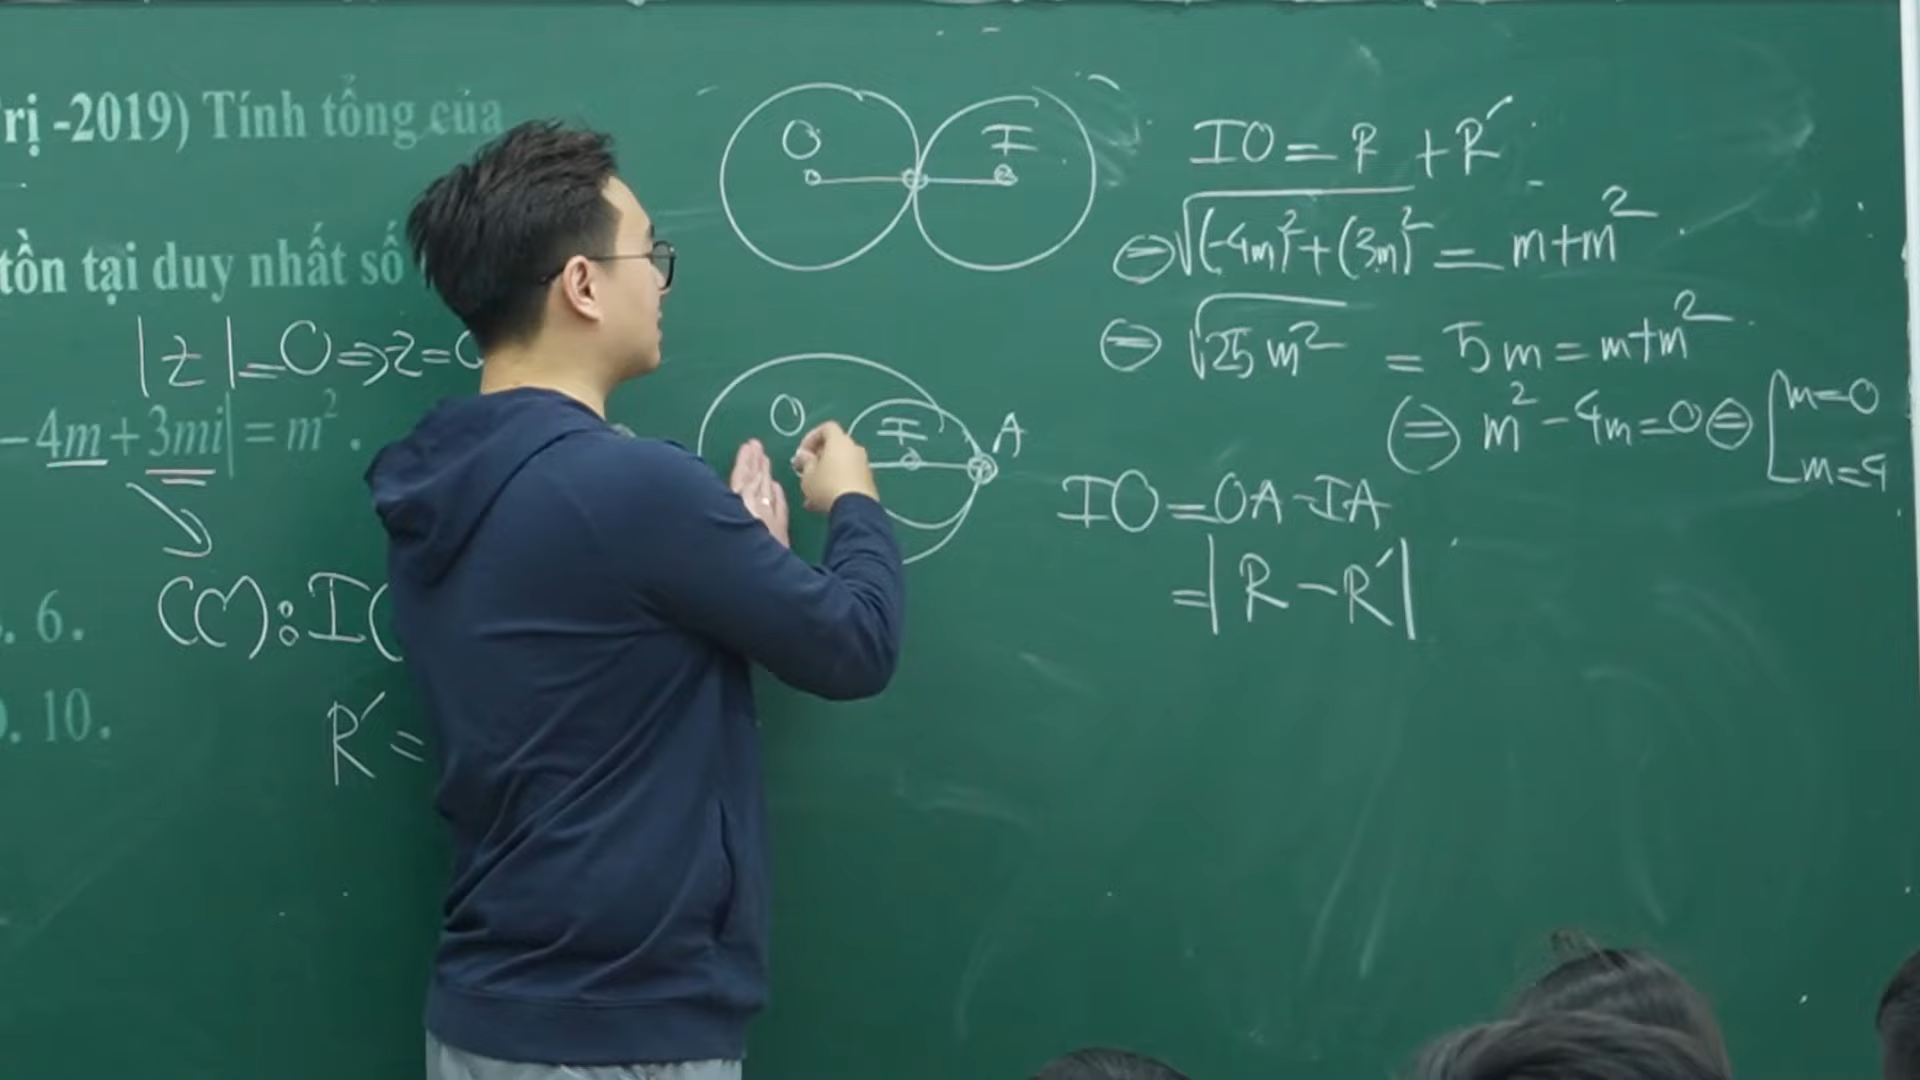 rị -2019) Tính tổng của
tồn tại duy nhất số
|z|=0⇒z=0
-4m+3mi|=m².
(C'):I(
. 6.
. 10.
R'=
O I
O I A
IO=R+R'
⇔√(-4m)²+(3m)²=m+m²
⇔√25m² = 5m=m+m²
⇔m²-4m=0⇔[m=0
m=4
IO=OA-IA
=|R-R'|